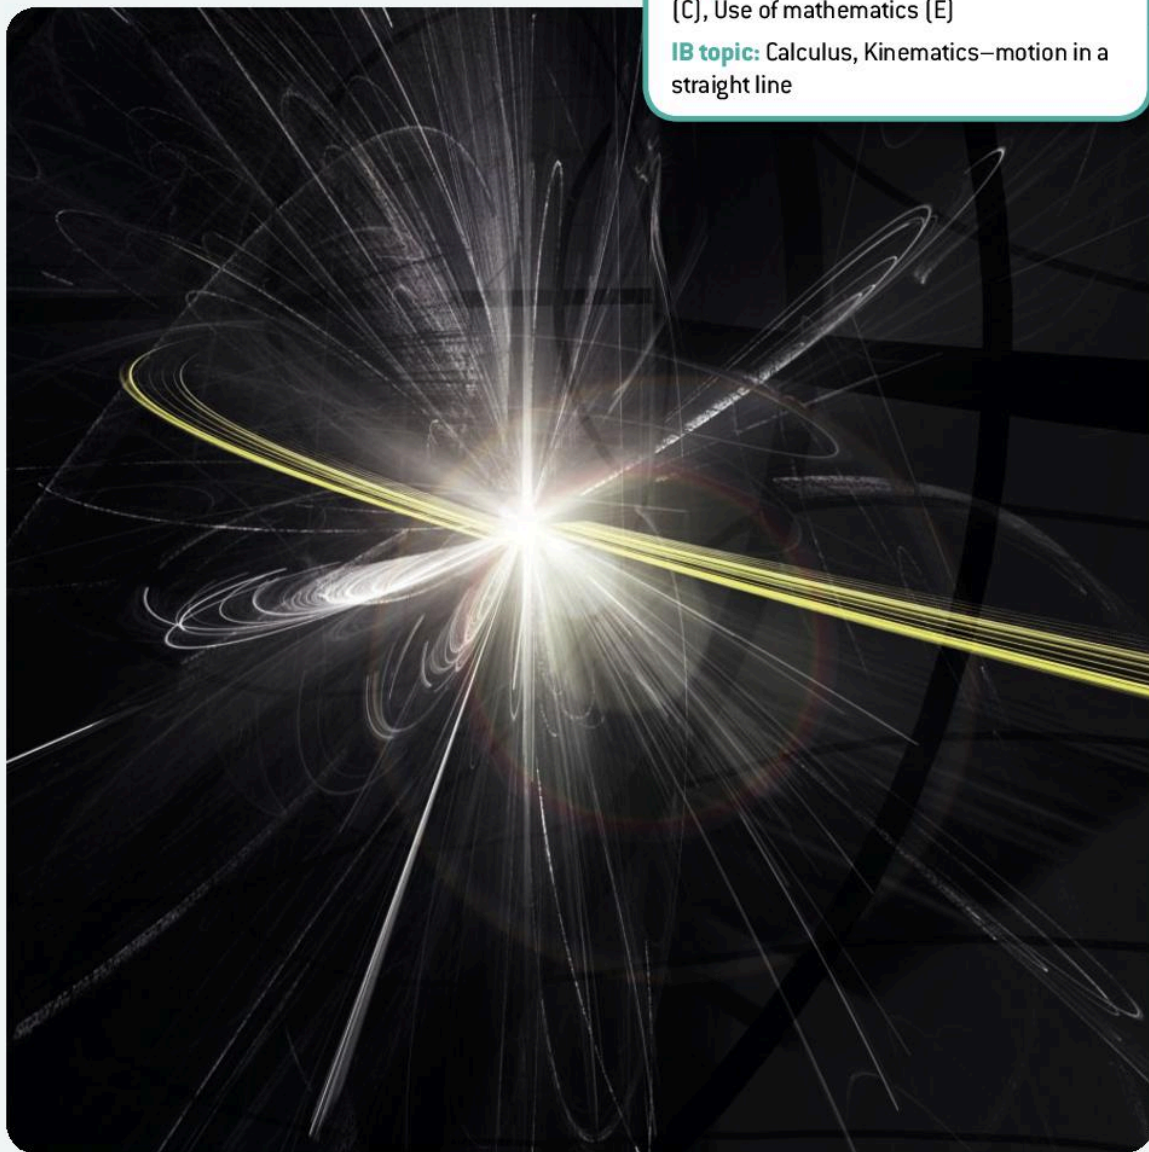 (C), Use of mathematics (E)
IB topic: Calculus, Kinematics–motion in a
straight line